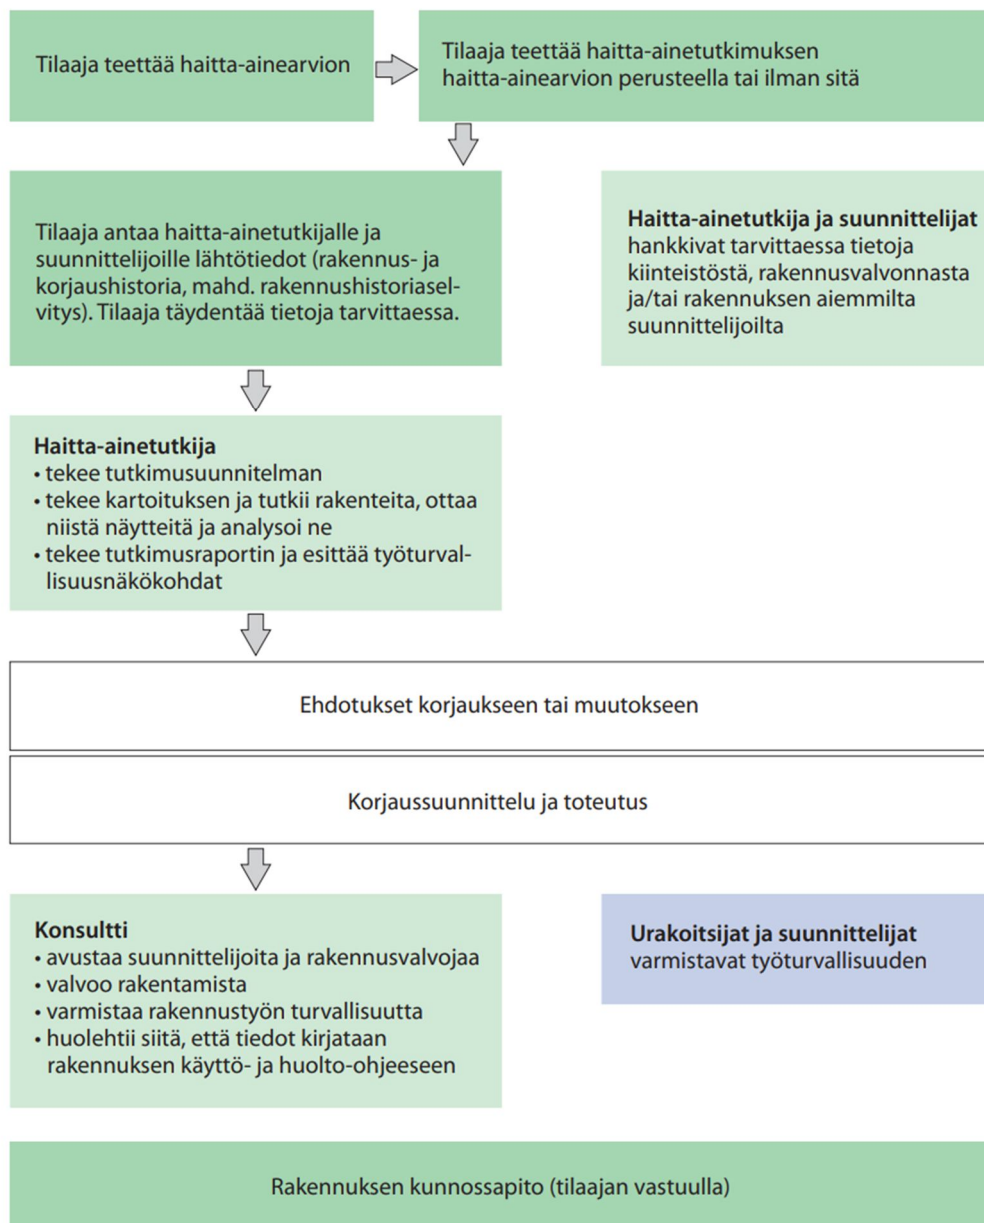 Tilaaja teettää haitta-ainearvion
Tilaaja teettää haitta-ainetutkimuksen
haitta-ainearvion perusteella tai ilman sitä
Tilaaja antaa haitta-ainetutkijalle ja
suunnittelijoille lähtötiedot (rakennus- ja
korjaushistoria, mahd. rakennushistoriasel-
vitys). Tilaaja täydentää tietoja tarvittaessa.
Haitta-ainetutkija ja suunnittelijat
hankkivat tarvittaessa tietoja
kiinteistöstä, rakennusvalvonnasta
ja/tai rakennuksen aiemmilta
suunnittelijoilta
Haitta-ainetutkija
• tekee tutkimusuunnitelman
• tekee kartoituksen ja tutkii rakenteita, ottaa
niistä näytteitä ja analysoi ne
• tekee tutkimusraportin ja esittää työturval-
lisuusnäkökohdat
Ehdotukset korjaukseen tai muutokseen
Korjaussuunnittelu ja toteutus
Konsultti
• avustaa suunnittelijoita ja rakennusvalvojaa
• valvoo rakentamista
• varmistaa rakennustyön turvallisuutta
• huolehtii siitä, että tiedot kirjataan
rakennuksen käyttö- ja huolto-ohjeeseen
Urakoitsijat ja suunnittelijat
varmistavat työturvallisuuden
Rakennuksen kunnossapito (tilaajan vastuulla)